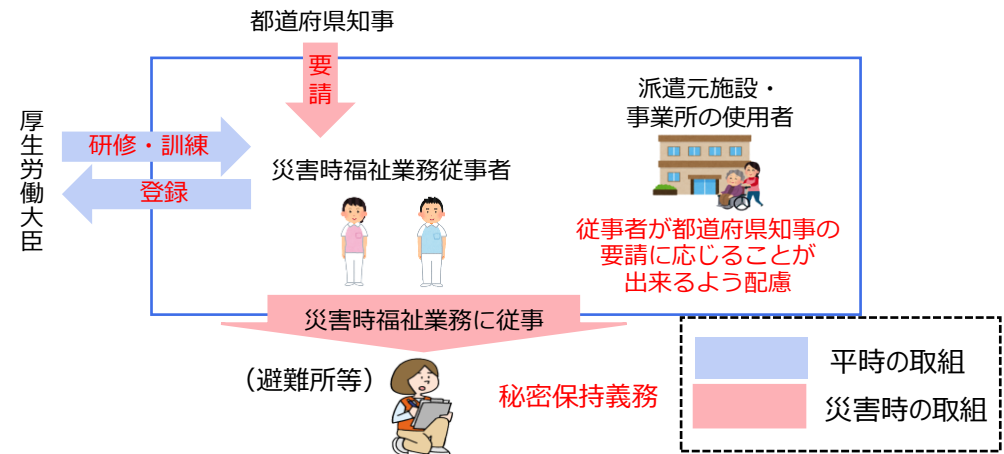 都道府県知事
要請
派遣元施設・
事業所の使用者
厚生労働大臣
研修・訓練
登録
災害時福祉業務従事者
従事者が都道府県知事の
要請に応じることが
出来るよう配慮
災害時福祉業務に従事
（避難所等）
秘密保持義務
平時の取組
災害時の取組